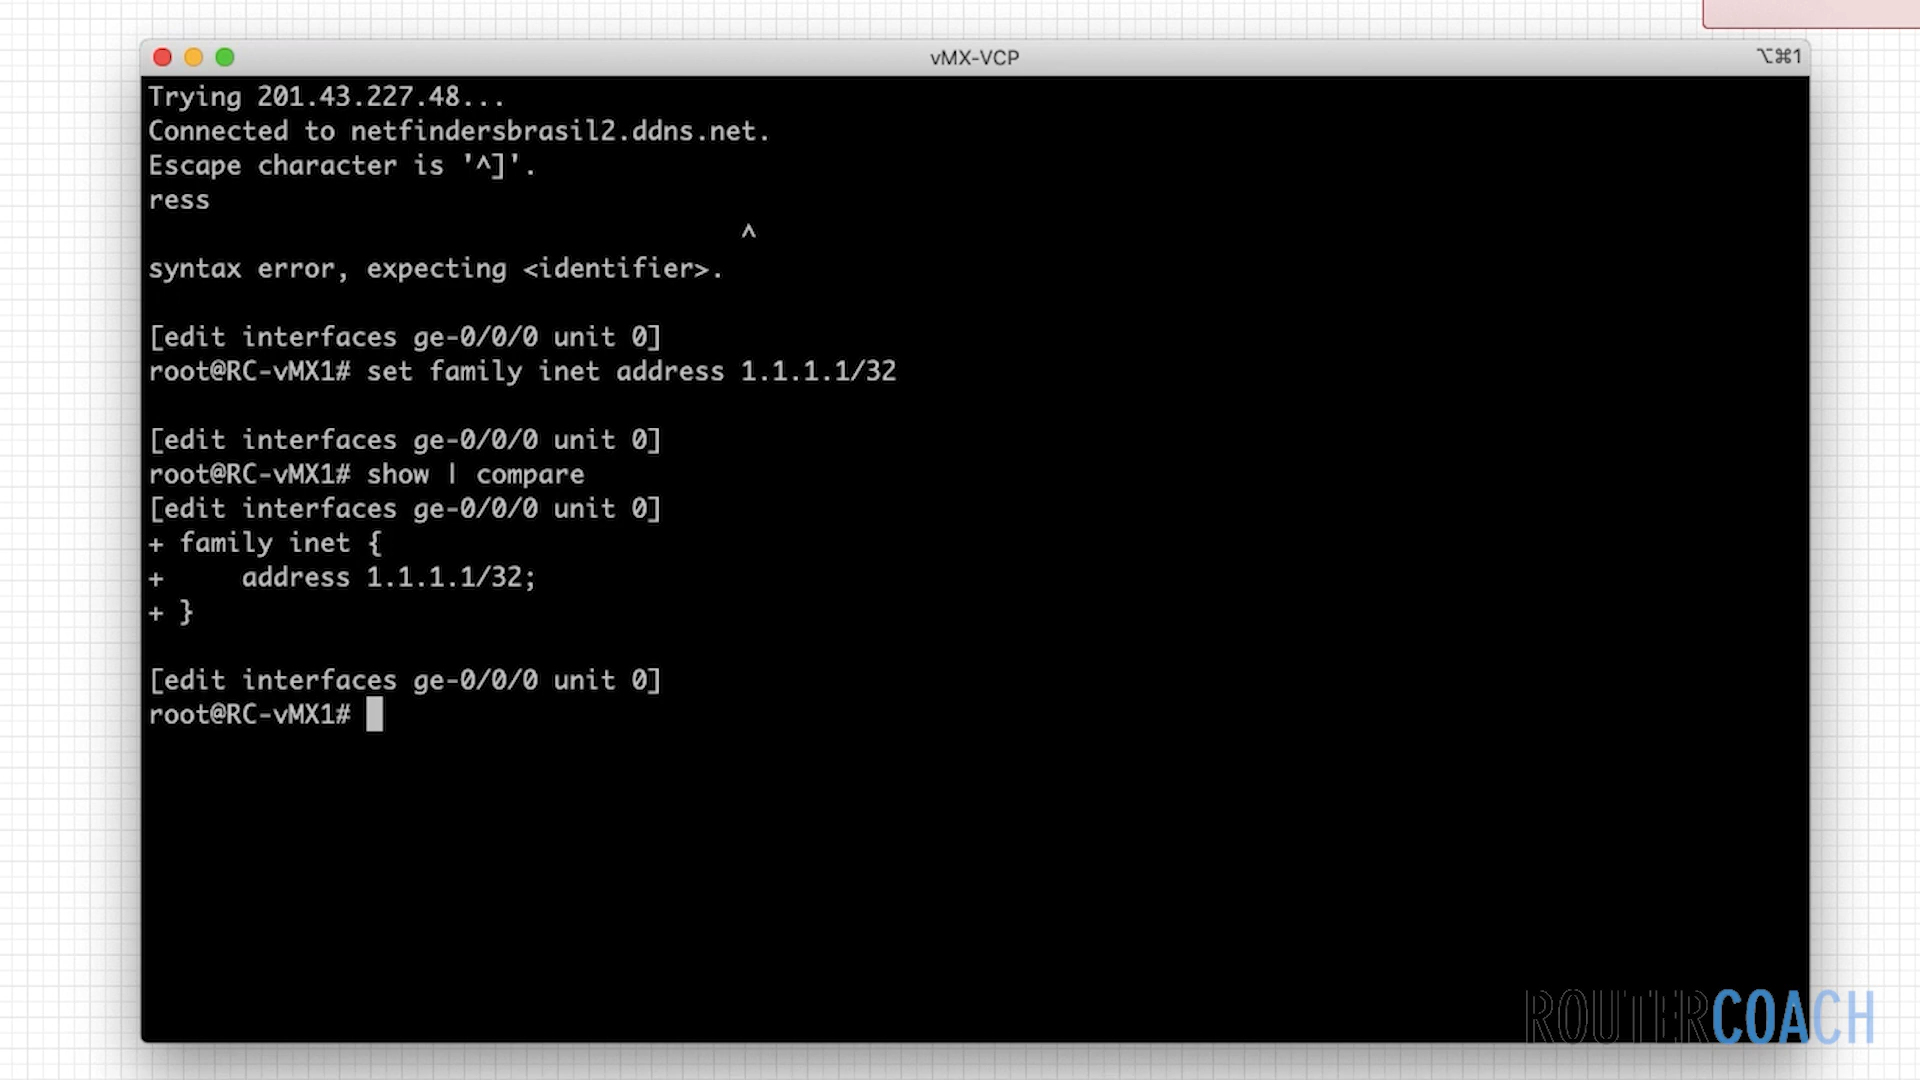 vMX-VCP
⌥⌘1
Trying 201.43.227.48...
Connected to netfindersbrasil2.ddns.net.
Escape character is '^]'.
ress
^
syntax error, expecting <identifier>.
[edit interfaces ge-0/0/0 unit 0]
root@RC-vMX1# set family inet address 1.1.1.1/32
[edit interfaces ge-0/0/0 unit 0]
root@RC-vMX1# show | compare
[edit interfaces ge-0/0/0 unit 0]
+ family inet {
+     address 1.1.1.1/32;
+ }
[edit interfaces ge-0/0/0 unit 0]
root@RC-vMX1#
ROUTERCOACH